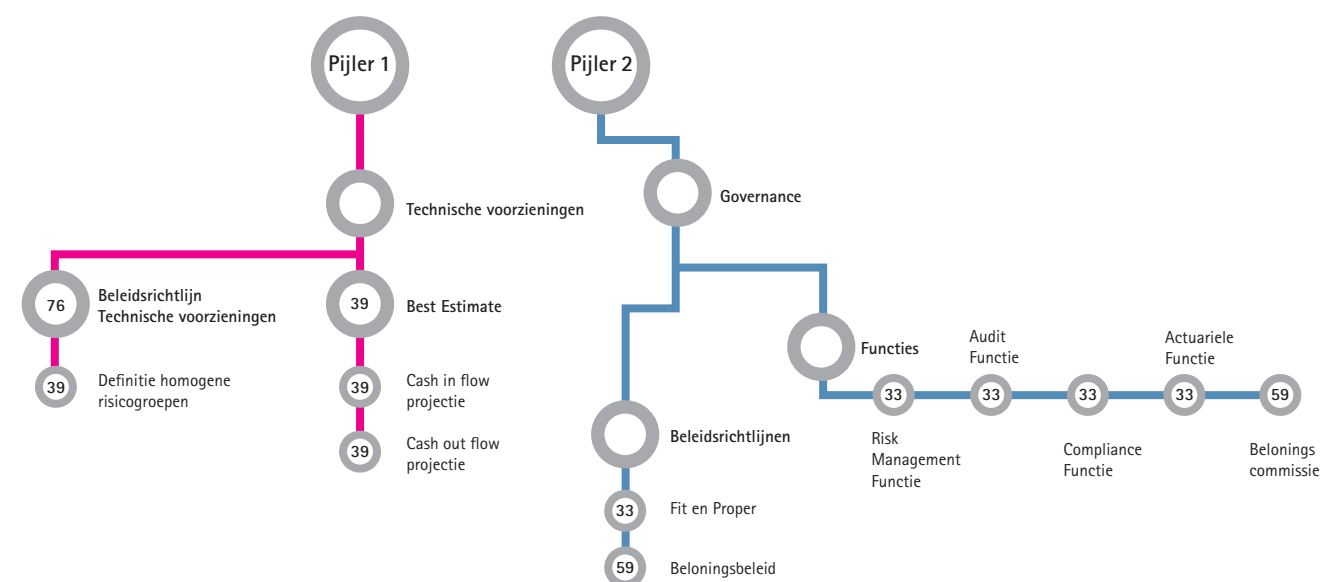 Pijler 1
Technische voorzieningen
76
Beleidsrichtlijn
Technische voorzieningen
39
Definitie homogene
risicogroepen
39
Best Estimate
39
Cash in flow
projectie
39
Cash out flow
projectie
Pijler 2
Governance
Beleidsrichtlijnen
33
Fit en Proper
59
Beloningsbeleid
Functies
33
Risk
Management
Functie
Audit
Functie
33
33
Compliance
Functie
Actuariele
Functie
33
59
Belonings
commissie